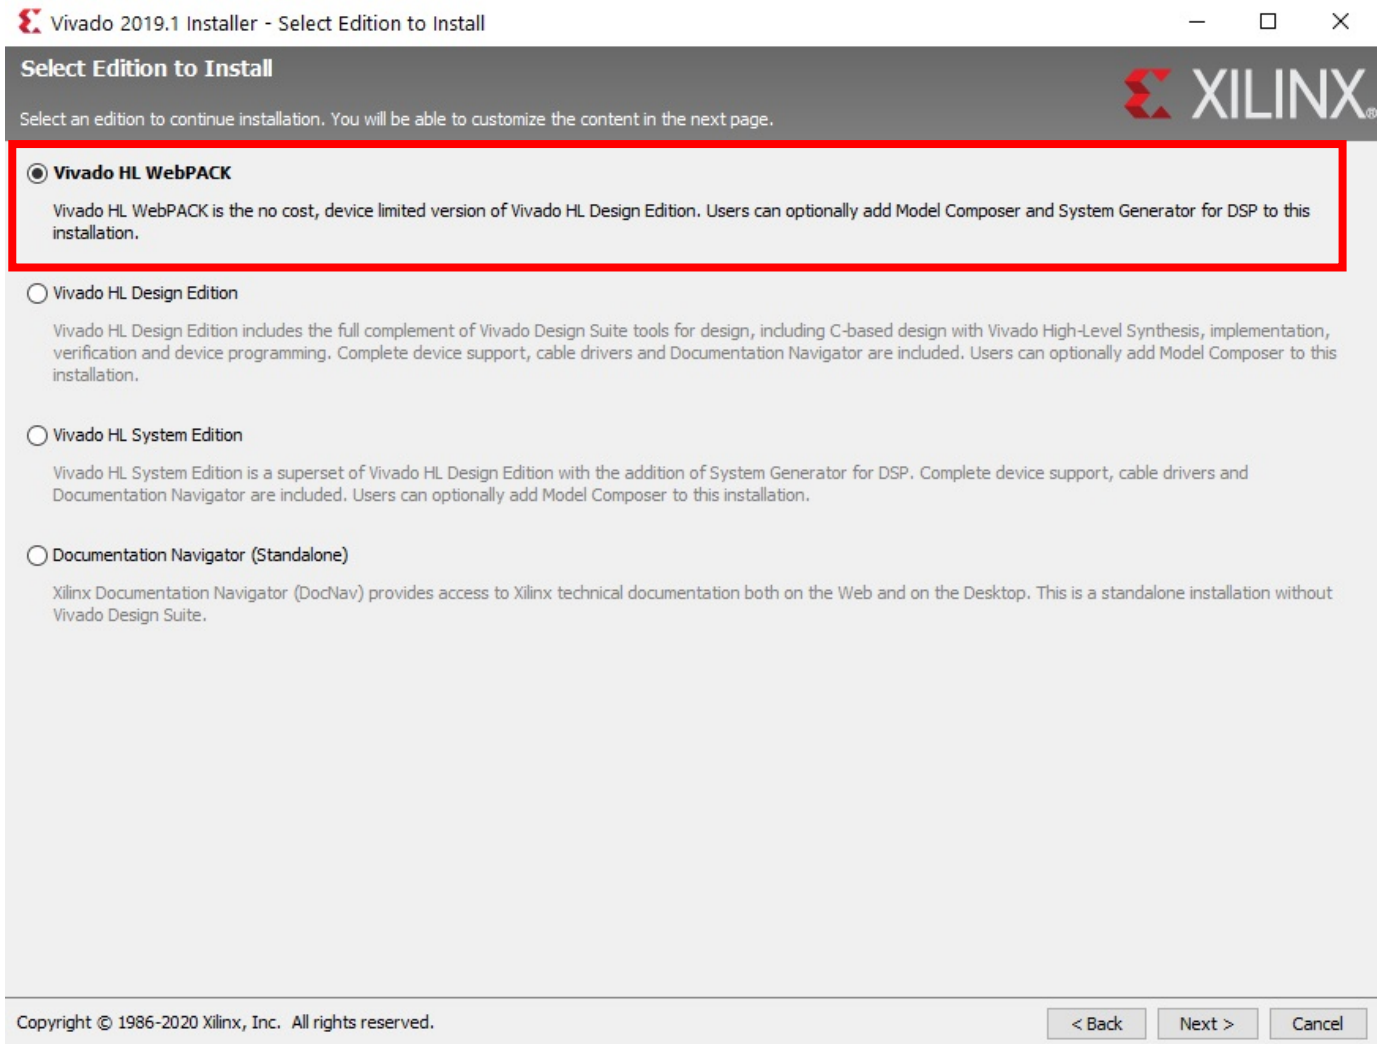 Vivado 2019.1 Installer - Select Edition to Install
Select Edition to Install
Select an edition to continue installation. You will be able to customize the content in the next page.
XILINX®
Vivado HL WebPACK
Vivado HL WebPACK is the no cost, device limited version of Vivado HL Design Edition. Users can optionally add Model Composer and System Generator for DSP to this
installation.
Vivado HL Design Edition
Vivado HL Design Edition includes the full complement of Vivado Design Suite tools for design, including C-based design with Vivado High-Level Synthesis, implementation,
verification and device programming. Complete device support, cable drivers and Documentation Navigator are included. Users can optionally add Model Composer to this
installation.
Vivado HL System Edition
Vivado HL System Edition is a superset of Vivado HL Design Edition with the addition of System Generator for DSP. Complete device support, cable drivers and
Documentation Navigator are included. Users can optionally add Model Composer to this installation.
Documentation Navigator (Standalone)
Xilinx Documentation Navigator (DocNav) provides access to Xilinx technical documentation both on the Web and on the Desktop. This is a standalone installation without
Vivado Design Suite.
Copyright © 1986-2020 Xilinx, Inc. All rights reserved.
< Back
Next >
Cancel